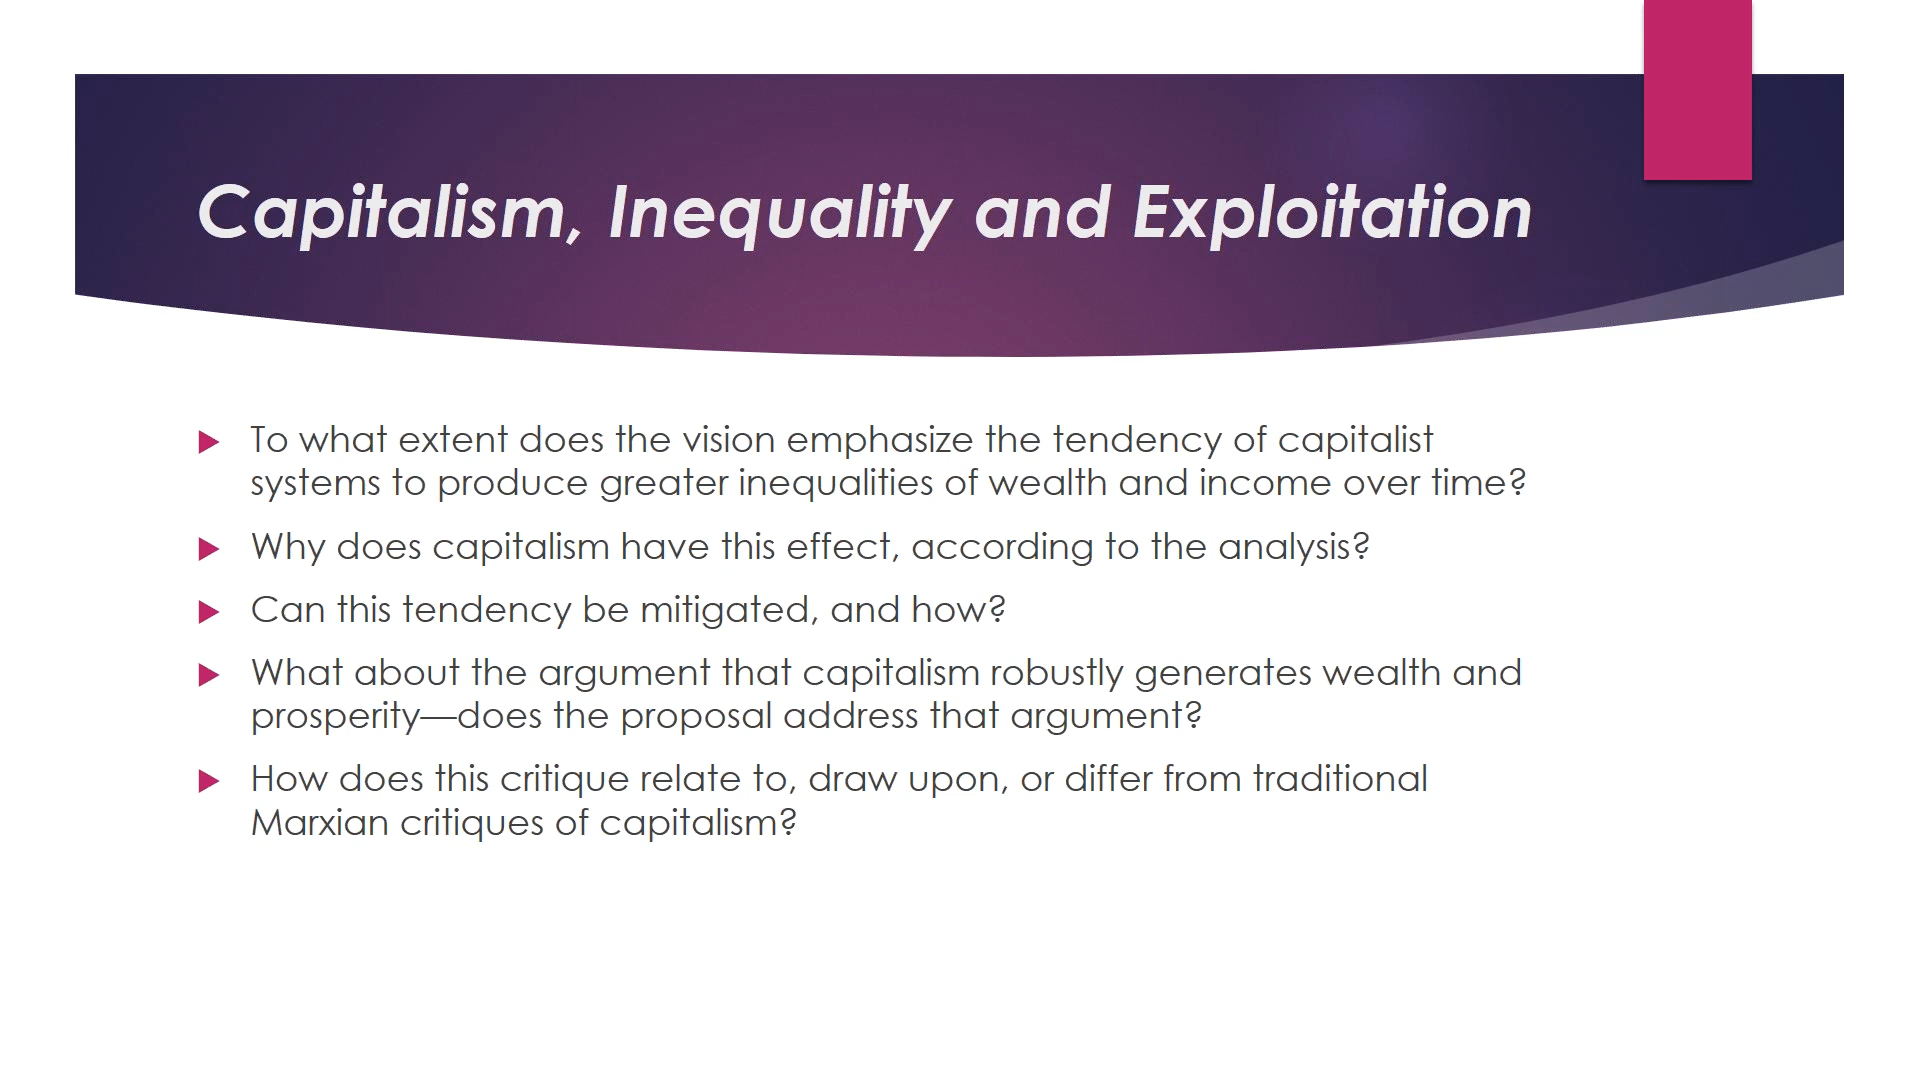 Capitalism, Inequality and Exploitation
To what extent does the vision emphasize the tendency of capitalist
systems to produce greater inequalities of wealth and income over time?
Why does capitalism have this effect, according to the analysis?
Can this tendency be mitigated, and how?
What about the argument that capitalism robustly generates wealth and
prosperity—does the proposal address that argument?
How does this critique relate to, draw upon, or differ from traditional
Marxian critiques of capitalism?